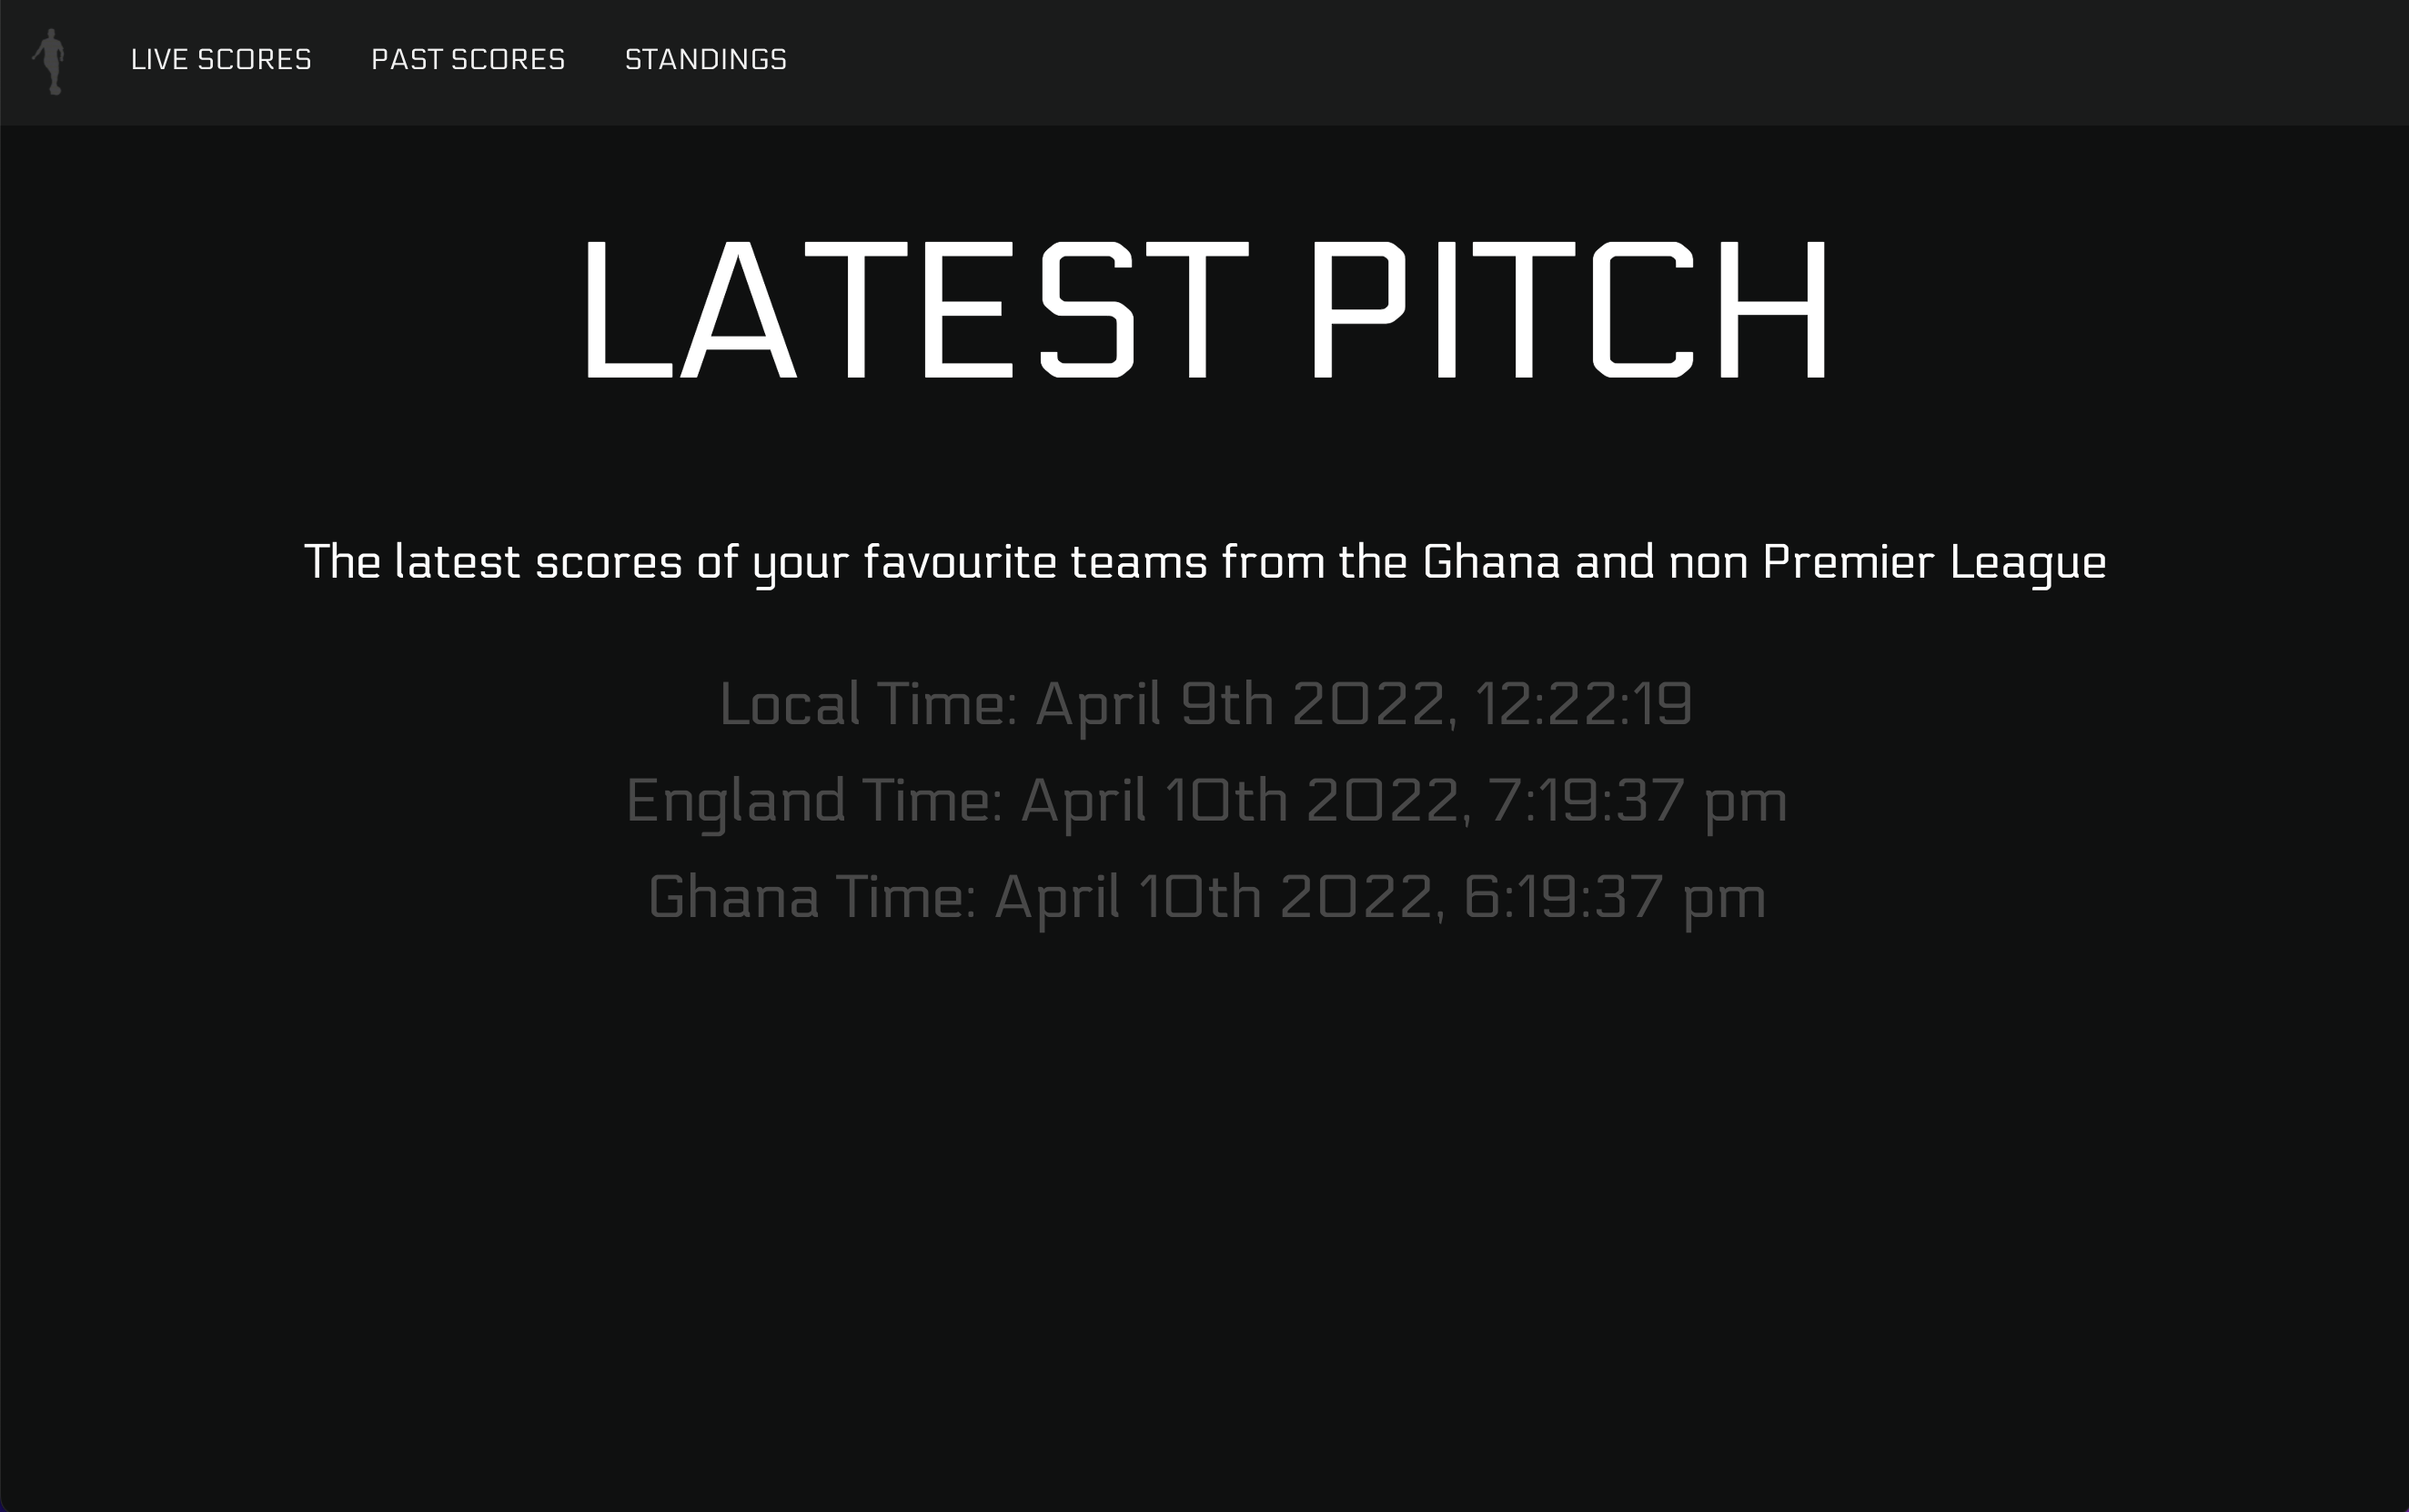 LIVE SCORES PAST SCORES STANDINGS
LATEST PITCH
The latest scores of your favourite teams from the Ghana and non Premier League
Local Time: April 9th 2022, 12:22:19
England Time: April 10th 2022, 7:19:37 pm
Ghana Time: April 10th 2022, 6:19:37 pm